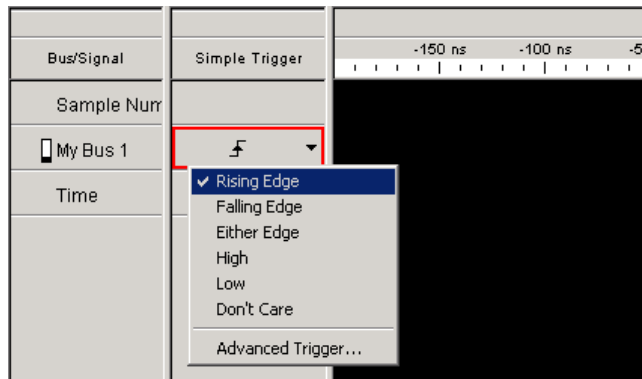 Bus/Signal Simple Trigger -150 ns -100 ns -5
Sample Num
My Bus 1
Rising Edge
Time
Falling Edge
Either Edge
High
Low
Don't Care
Advanced Trigger...